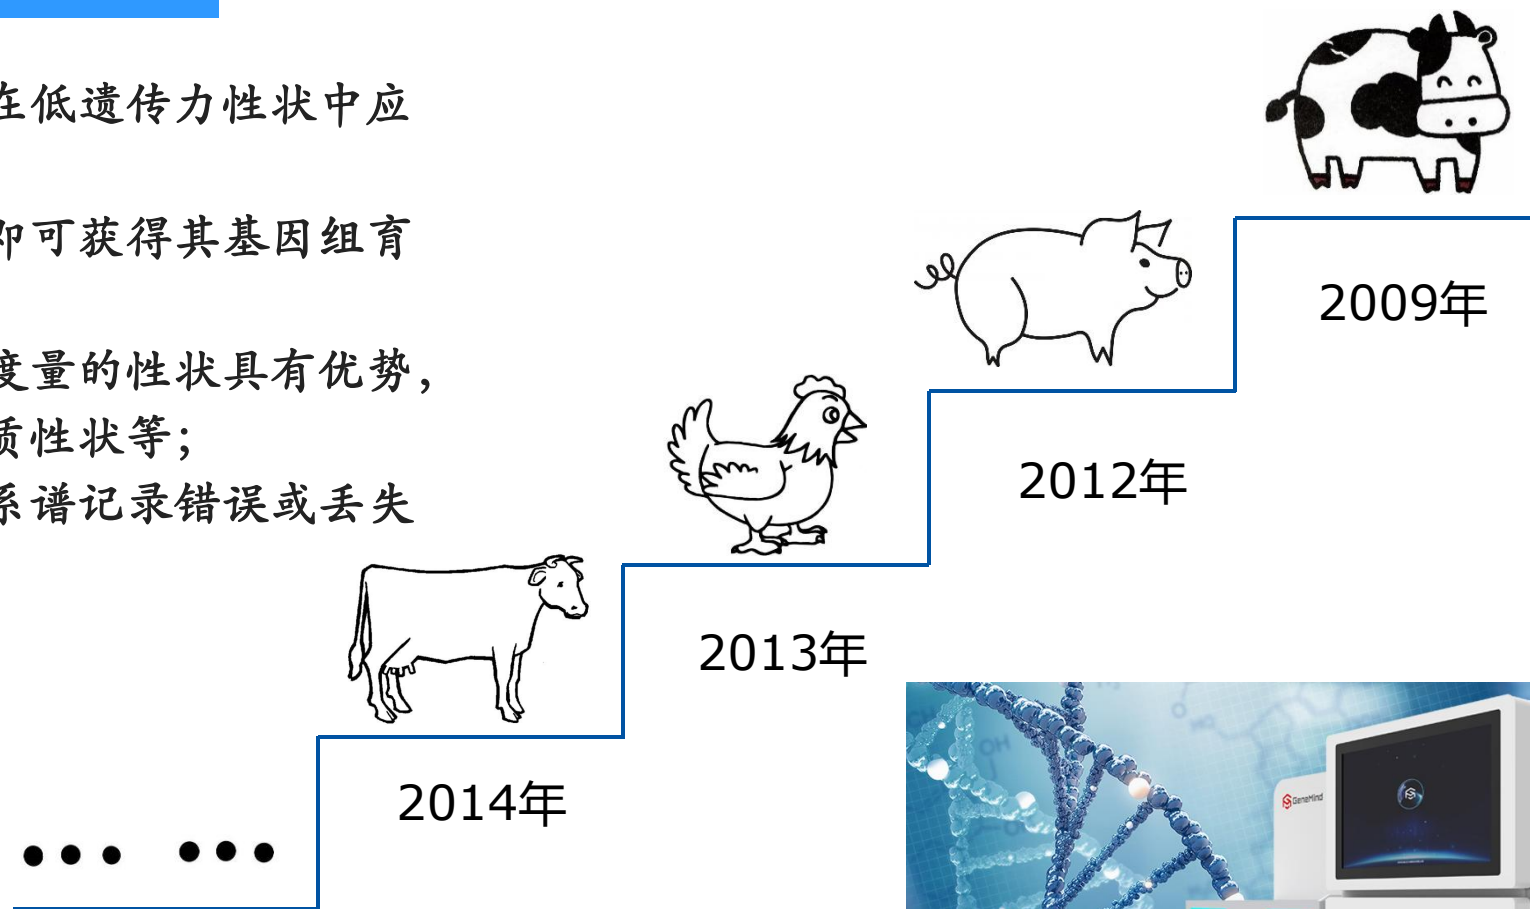 在低遗传力性状中应
即可获得其基因组育
度量的性状具有优势，
质性状等；
系谱记录错误或丢失
2009年
2012年
2013年
2014年
GeneMind
OH